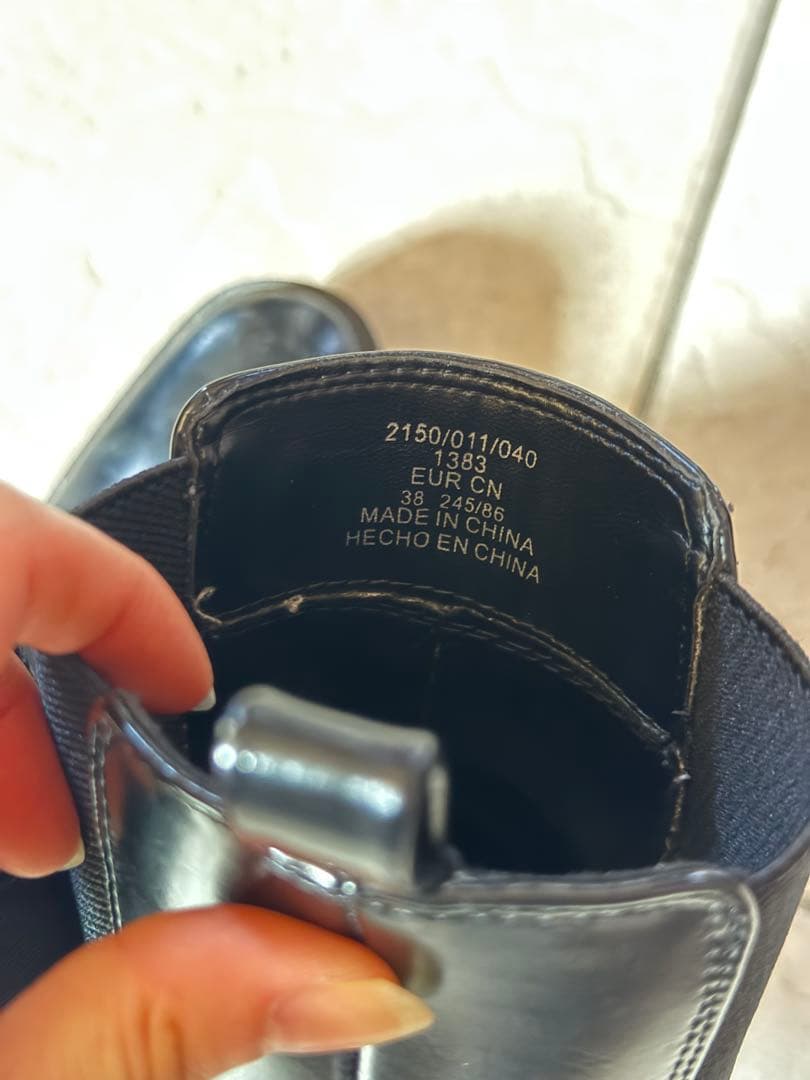 2150/011/040
1383
EUR CN
38 245/86
MADE IN CHINA
HECHO EN CHINA